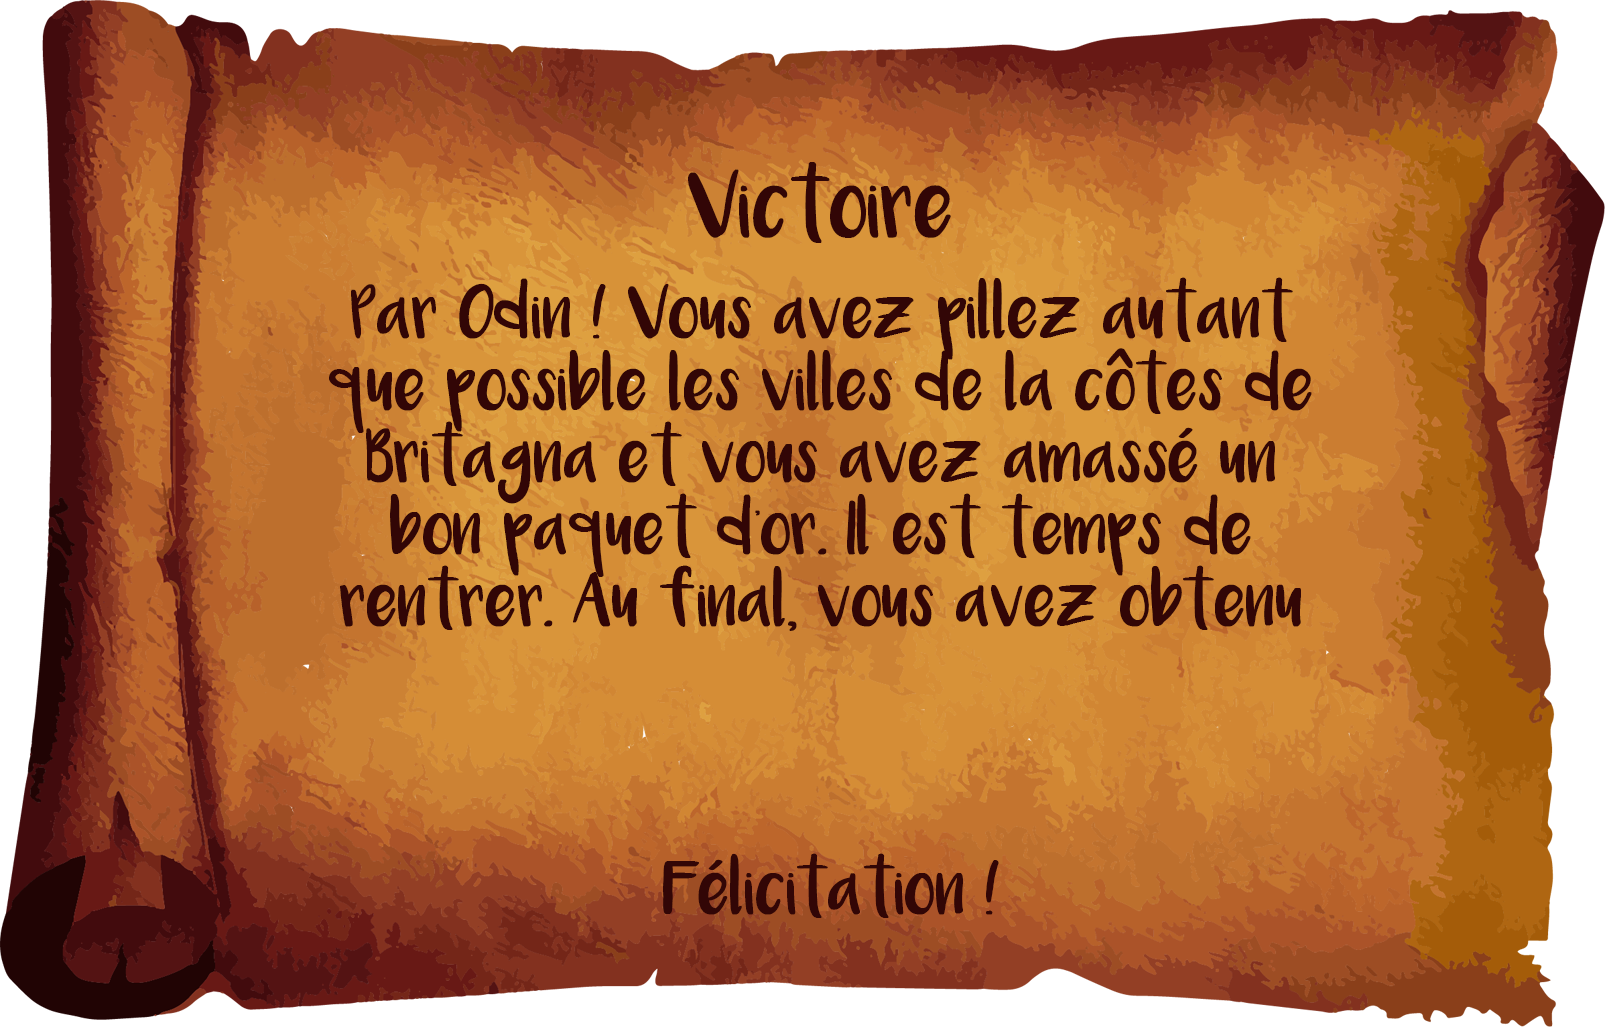 Victoire
Par Odin ! Vous avez pillez autant
que possible les villes de la côtes de
Britagna et vous avez amassé un
bon paquet d'or. Il est temps de
rentrer. Au final, vous avez obtenu
Félicitation !